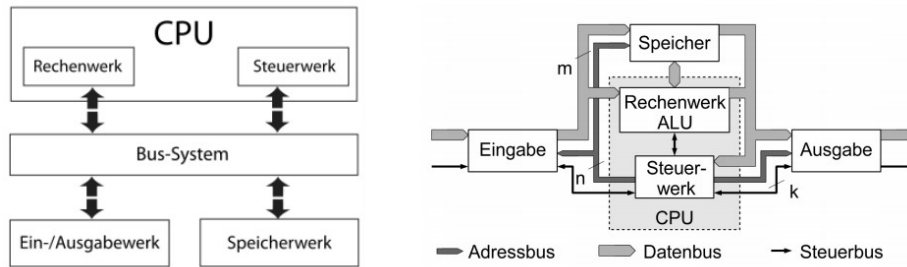 CPU
Rechenwerk
Steuerwerk
Bus-System
Ein-/Ausgabewerk
Speicherwerk
Speicher
m
Rechenwerk
ALU
Eingabe
Ausgabe
n
Steuer-
werk
k
CPU
Adressbus
Datenbus
Steuerbus